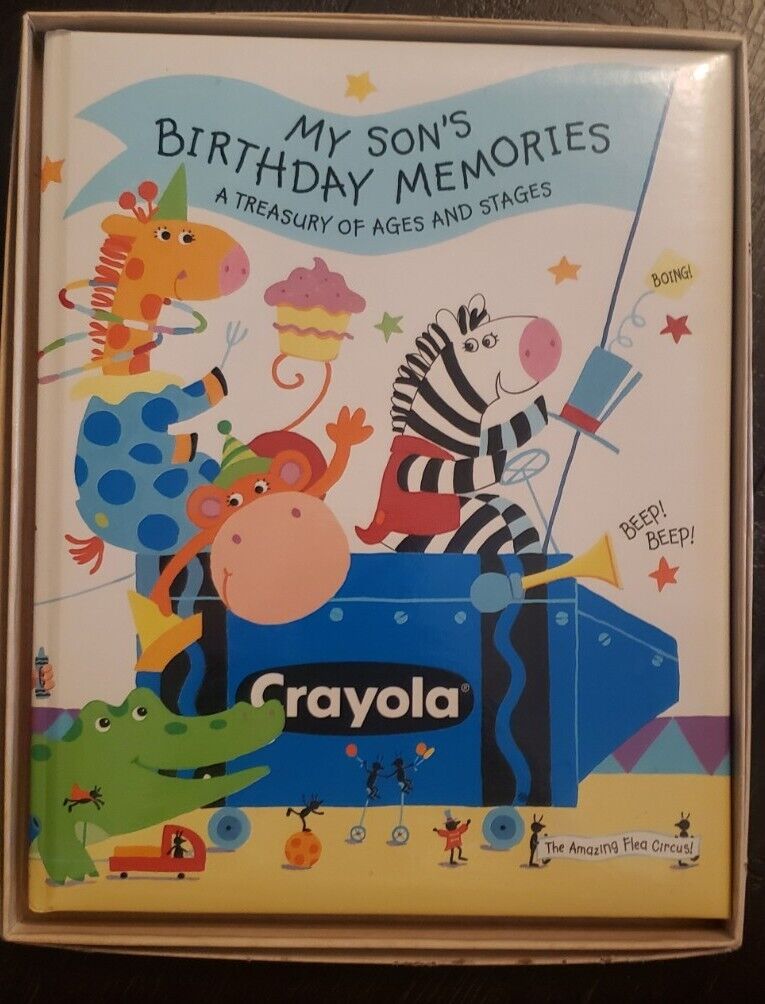 MY SON'S
BIRTHDAY MEMORIES
A TREASURY OF AGES AND STAGES
BOING!
BEEP!
BEEP!
Crayola®
The Amazing Flea Circus!